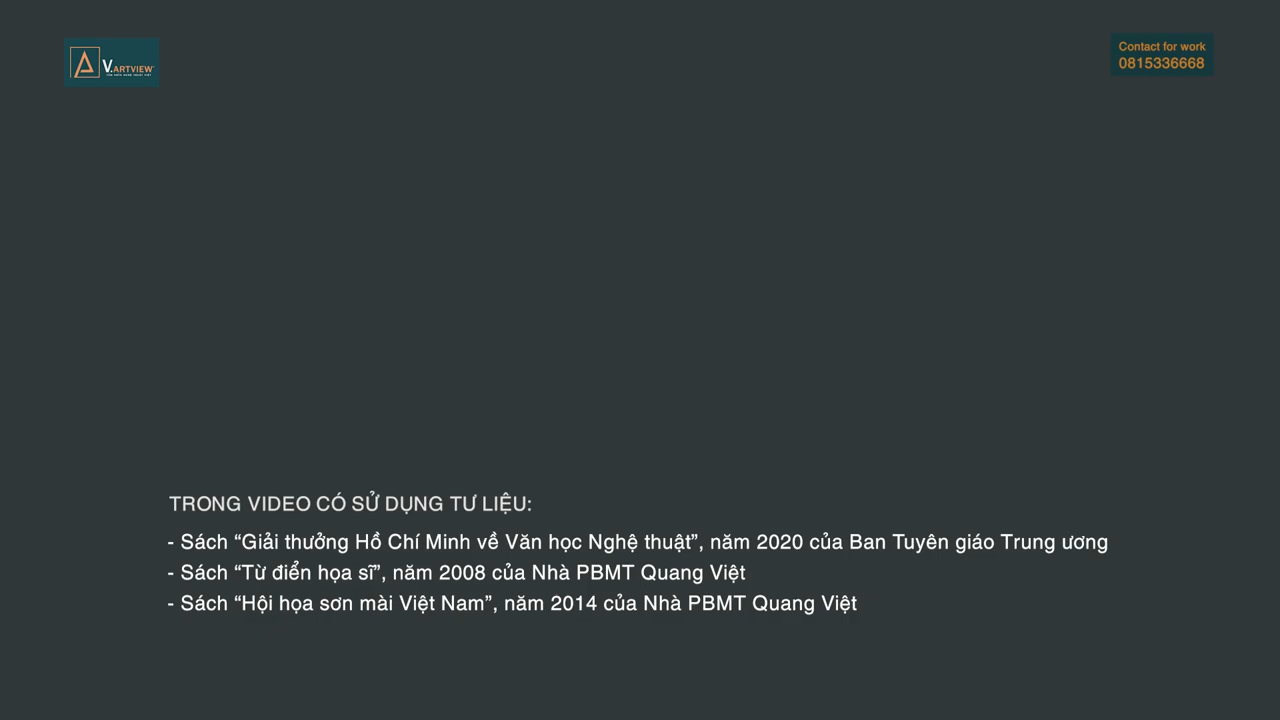 V.ARTVIEW
Contact for work
0815336668
TRONG VIDEO CÓ SỬ DỤNG TƯ LIỆU:
- Sách “Giải thưởng Hồ Chí Minh về Văn học Nghệ thuật”, năm 2020 của Ban Tuyên giáo Trung ương
- Sách “Từ điển họa sĩ”, năm 2008 của Nhà PBMT Quang Việt
- Sách “Hội họa sơn mài Việt Nam”, năm 2014 của Nhà PBMT Quang Việt